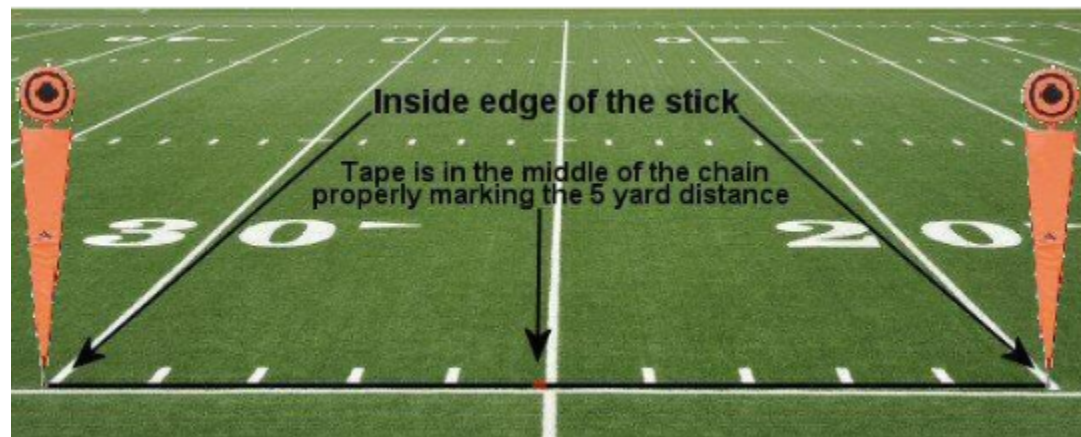 Inside edge of the stick
Tape is in the middle of the chain
properly marking the 5 yard distance
30 20